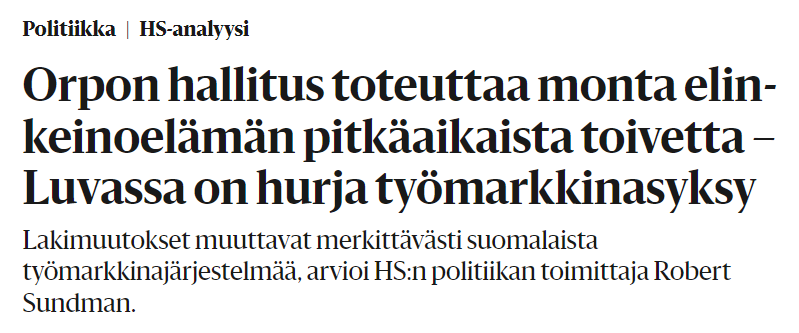 Politiikka | HS-analyysi
Orpon hallitus toteuttaa monta elin-
keinoelämän pitkäaikaista toivetta –
Luvassa on hurja työmarkkinasyksy
Lakimuutokset muuttavat merkittävästi suomalaista
työmarkkinajärjestelmää, arvioi HS:n politiikan toimittaja Robert
Sundman.